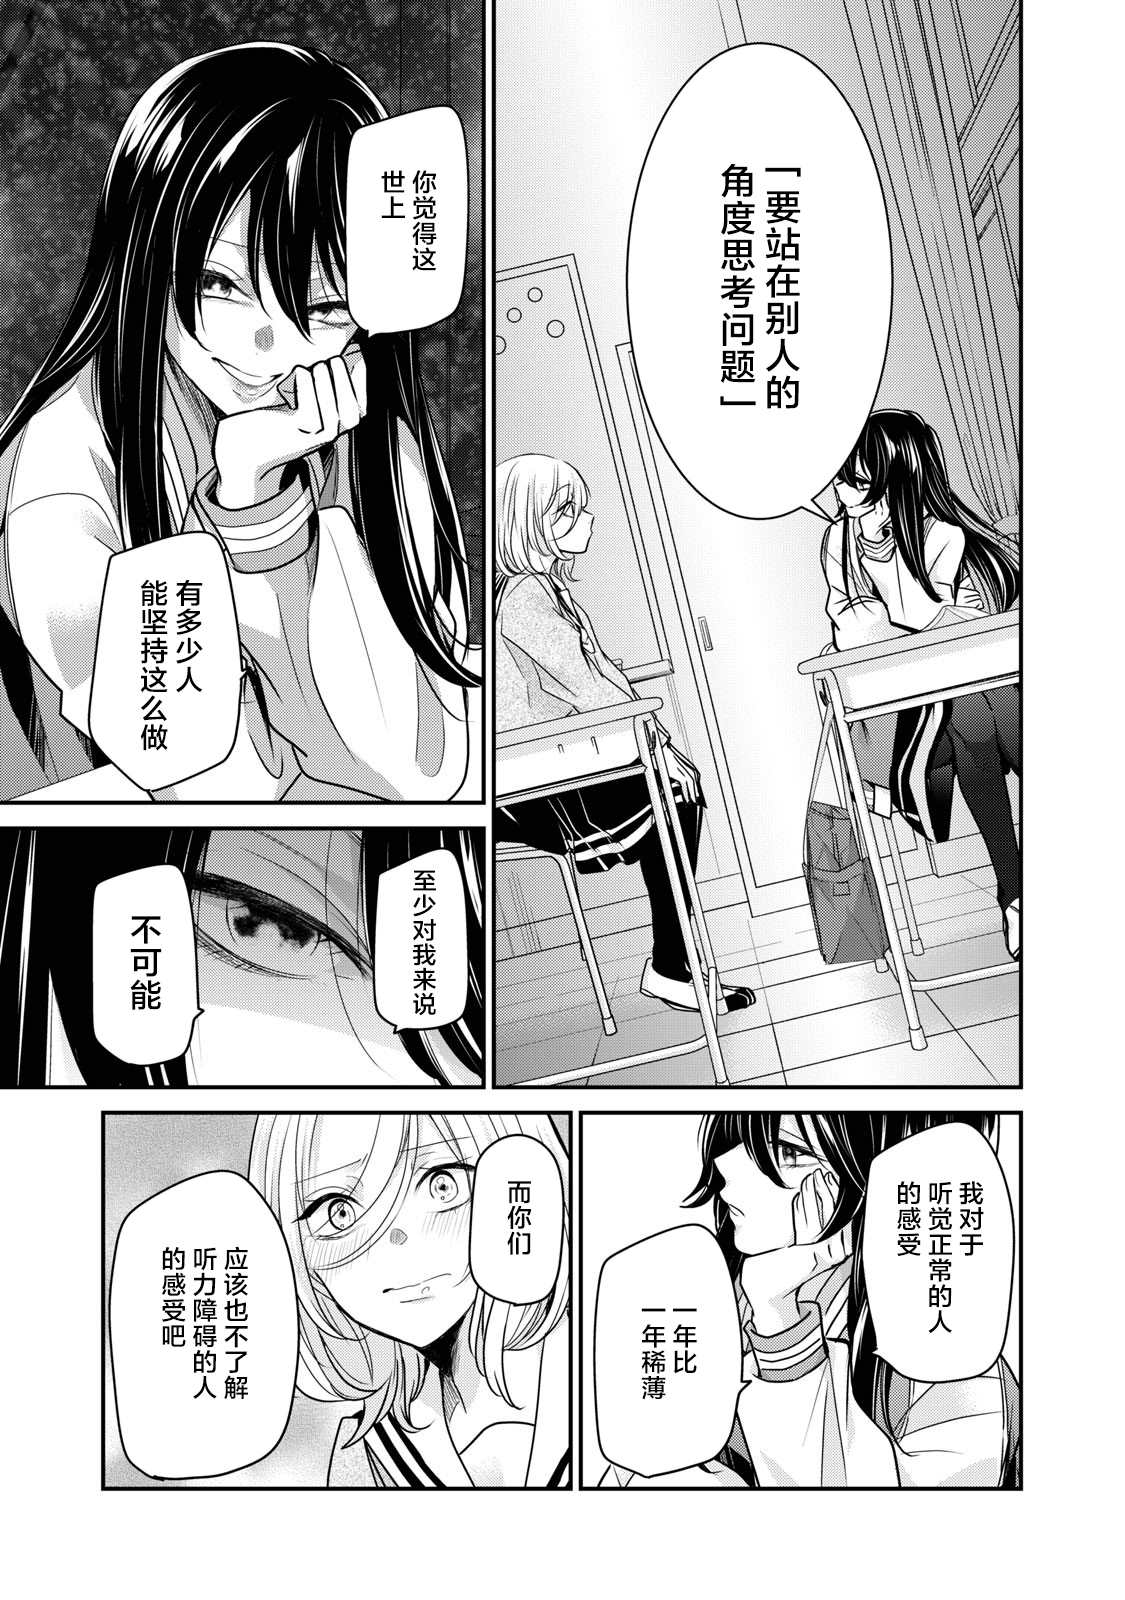 「要站在别人的
角度思考问题」
你觉得这
世上
有多少人
能坚持这么做
至少对我来说
不可能
我对于
听觉正常的人
的感受
一年比
一年稀薄
而你们
应该也不了解
听力障碍的人
的感受吧